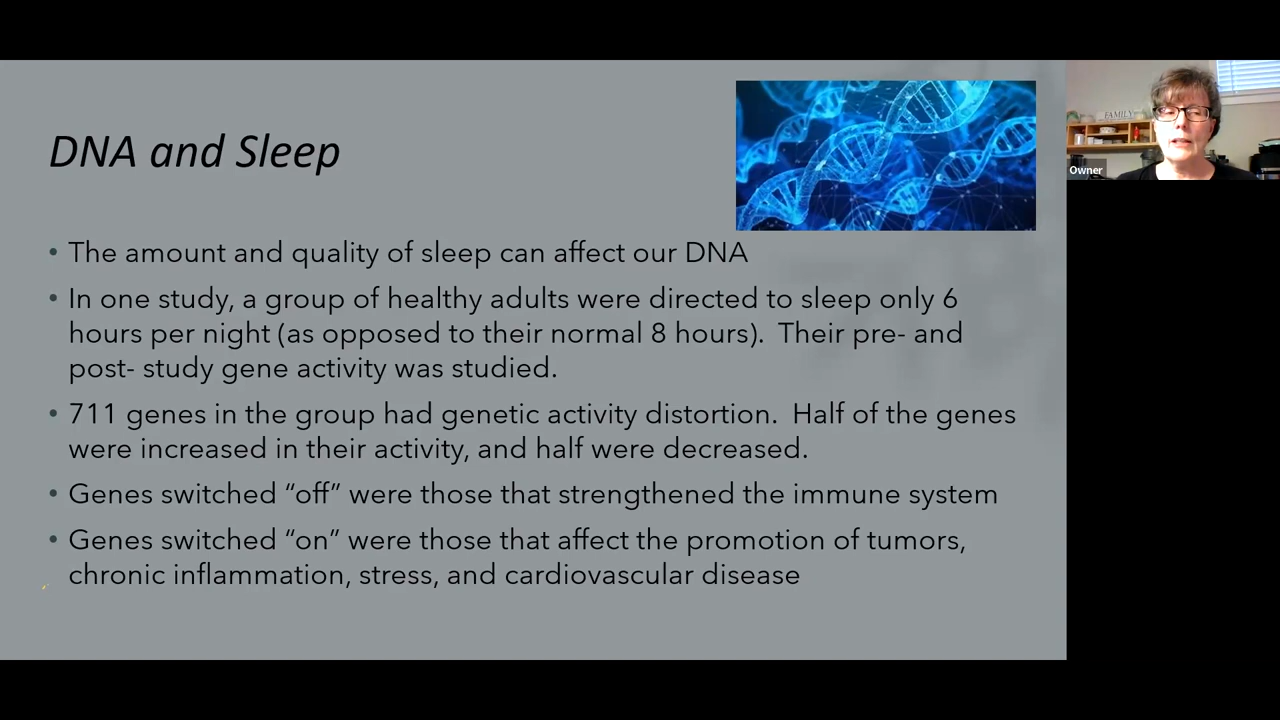 DNA and Sleep
FAMILY
Owner
• The amount and quality of sleep can affect our DNA
• In one study, a group of healthy adults were directed to sleep only 6
hours per night (as opposed to their normal 8 hours).  Their pre- and
post- study gene activity was studied.
• 711 genes in the group had genetic activity distortion.  Half of the genes
were increased in their activity, and half were decreased.
• Genes switched “off” were those that strengthened the immune system
• Genes switched “on” were those that affect the promotion of tumors,
chronic inflammation, stress, and cardiovascular disease